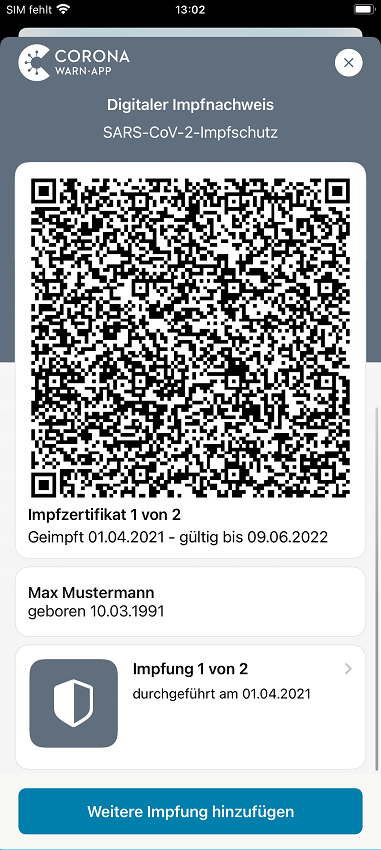 SIM fehlt 13:02
CORONA
WARN-APP
Digitaler Impfnachweis
SARS-CoV-2-Impfschutz
Impfzertifikat 1 von 2
Geimpft 01.04.2021 - gültig bis 09.06.2022
Max Mustermann
geboren 10.03.1991
Impfung 1 von 2
durchgeführt am 01.04.2021
Weitere Impfung hinzufügen